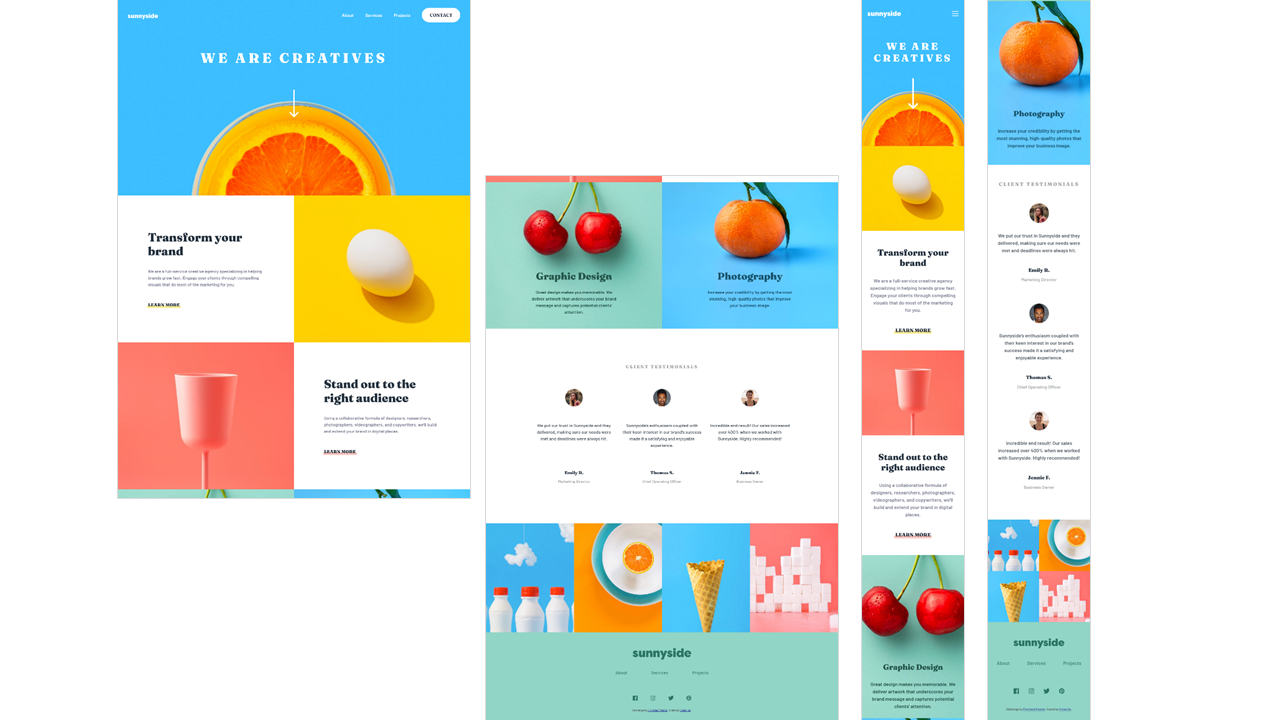 sunnyside
About Services Projects CONTACT
WE ARE CREATIVES
Transform your
brand
We are a full-service creative agency specializing in helping
brands grow fast. Engage your clients through compelling
visuals that do most of the marketing for you.
LEARN MORE
Stand out to the
right audience
Using a collaborative formula of designers, researchers,
photographers, videographers, and copywriters, we'll build
and extend your brand in digital places.
LEARN MORE
Graphic Design
Great design makes you memorable. We
deliver artwork that underscores your brand
message and captures potential clients'
attention.
Photography
Increase your credibility by getting the most
stunning, high-quality photos that improve
your business image.
CLIENT TESTIMONIALS
We put our trust in Sunnyside and they
delivered, making sure our needs were
met and deadlines were always hit.
Emily R.
Marketing Director
Sunnyside's enthusiasm coupled with
their keen interest in our brand's success
made it a satisfying and enjoyable
experience.
Thomas S.
Chief Operating Officer
Incredible end result! Our sales increased
over 400% when we worked with
Sunnyside. Highly recommended!
Jennie F.
Business Owner
sunnyside
About Services Projects
sunnyside
WE ARE
CREATIVES
Transform your
brand
We are a full-service creative agency
specializing in helping brands grow fast.
Engage your clients through compelling
visuals that do most of the marketing
for you.
LEARN MORE
Stand out to the
right audience
Using a collaborative formula of
designers, researchers, photographers,
videographers, and copywriters, we'll
build and extend your brand in digital
places.
LEARN MORE
Graphic Design
Great design makes you memorable. We
deliver artwork that underscores your
brand message and captures potential
clients' attention.
Photography
Increase your credibility by getting the
most stunning, high-quality photos that
improve your business image.
CLIENT TESTIMONIALS
We put our trust in Sunnyside and they
delivered, making sure our needs were
met and deadlines were always hit.
Emily R.
Marketing Director
Sunnyside's enthusiasm coupled with
their keen interest in our brand's
success made it a satisfying and
enjoyable experience.
Thomas S.
Chief Operating Officer
Incredible end result! Our sales
increased over 400% when we worked
with Sunnyside. Highly recommended!
Jennie F.
Business Owner
sunnyside
About Services Projects